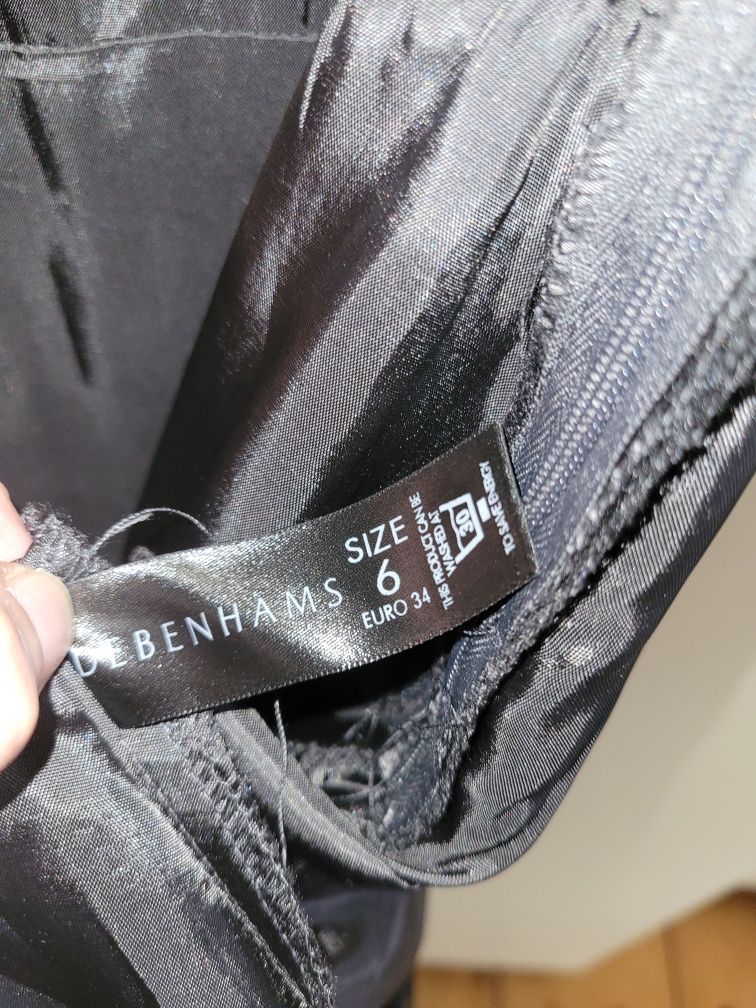 DEBENHAMS
SIZE
6
EURO 34
THIS PRODUCT CAN BE
WASHED AT
30
TO SAVE ENERGY